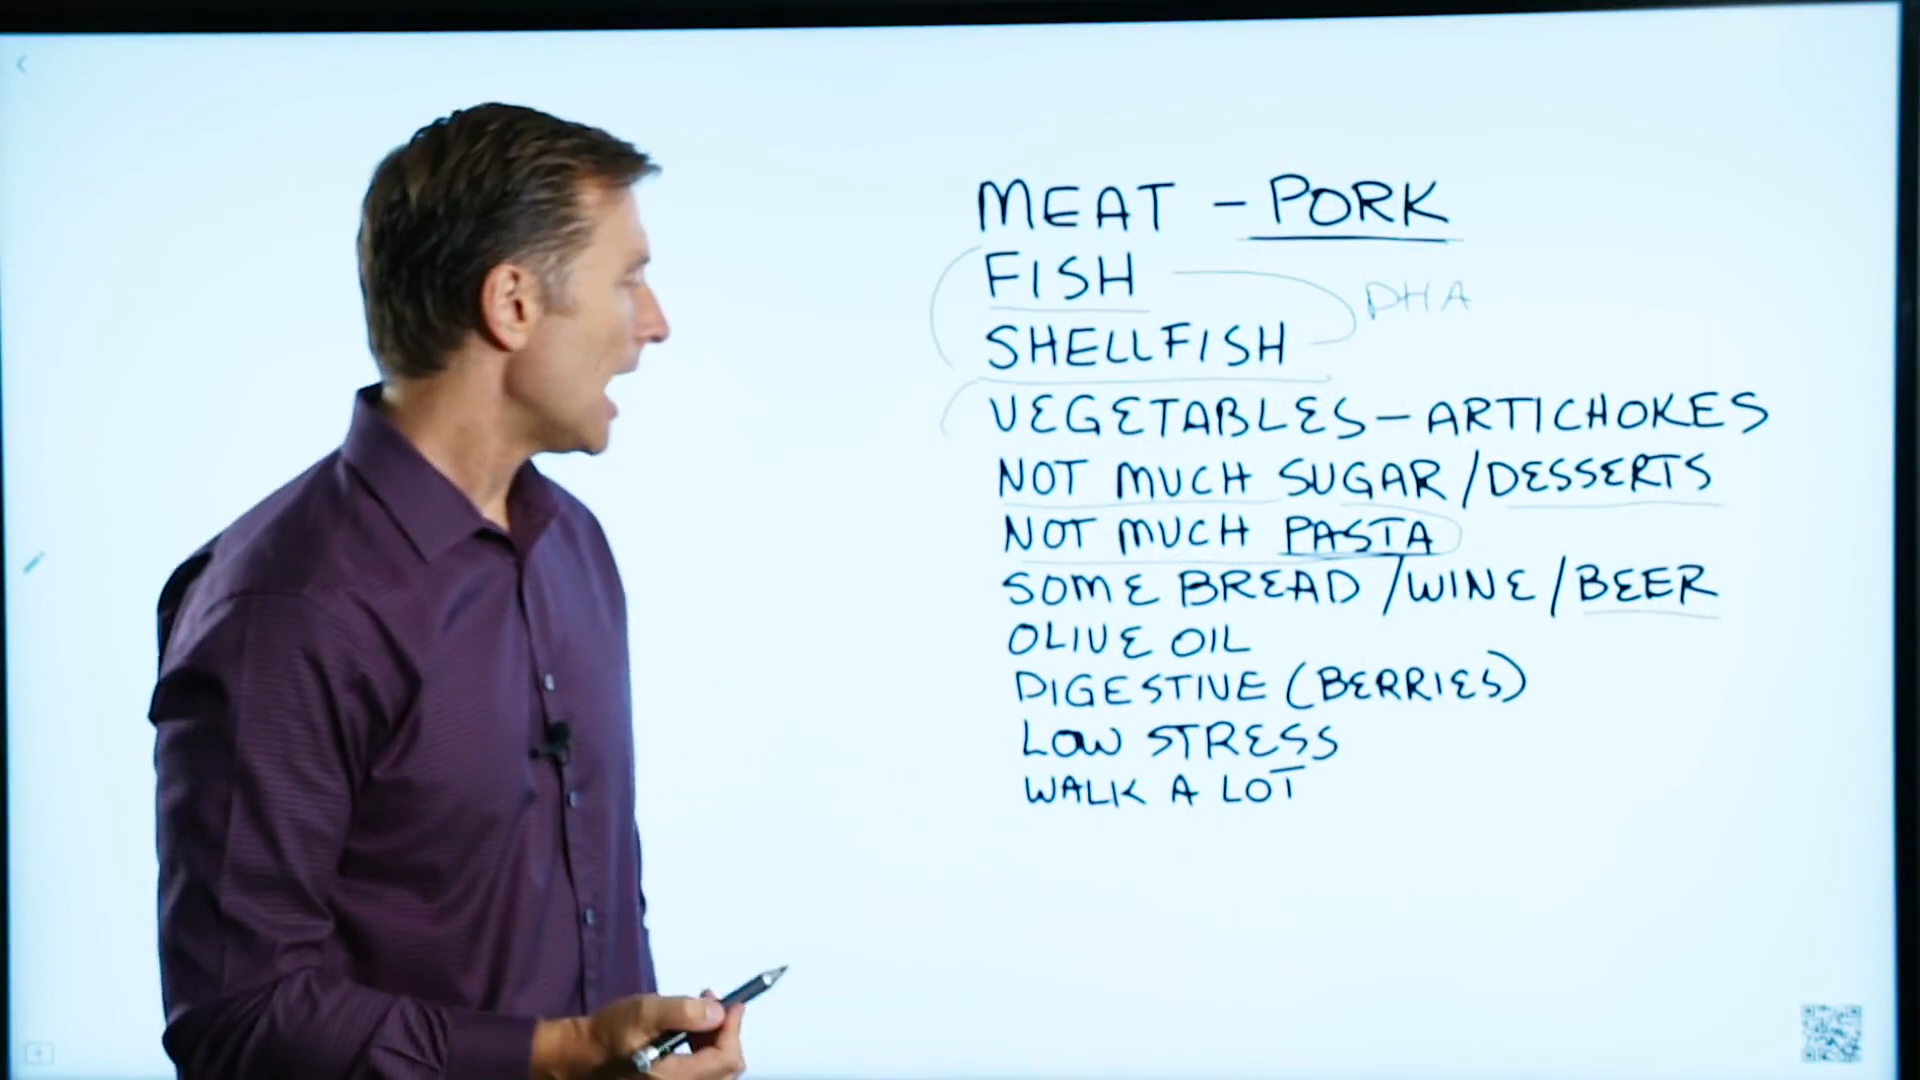 MEAT - PORK
FISH
DHA
SHELLFISH
VEGETABLES - ARTICHOKES
NOT MUCH SUGAR / DESSERTS
NOT MUCH PASTA
SOME BREAD / WINE / BEER
OLIVE OIL
DIGESTIVE (BERRIES)
LOW STRESS
WALK A LOT